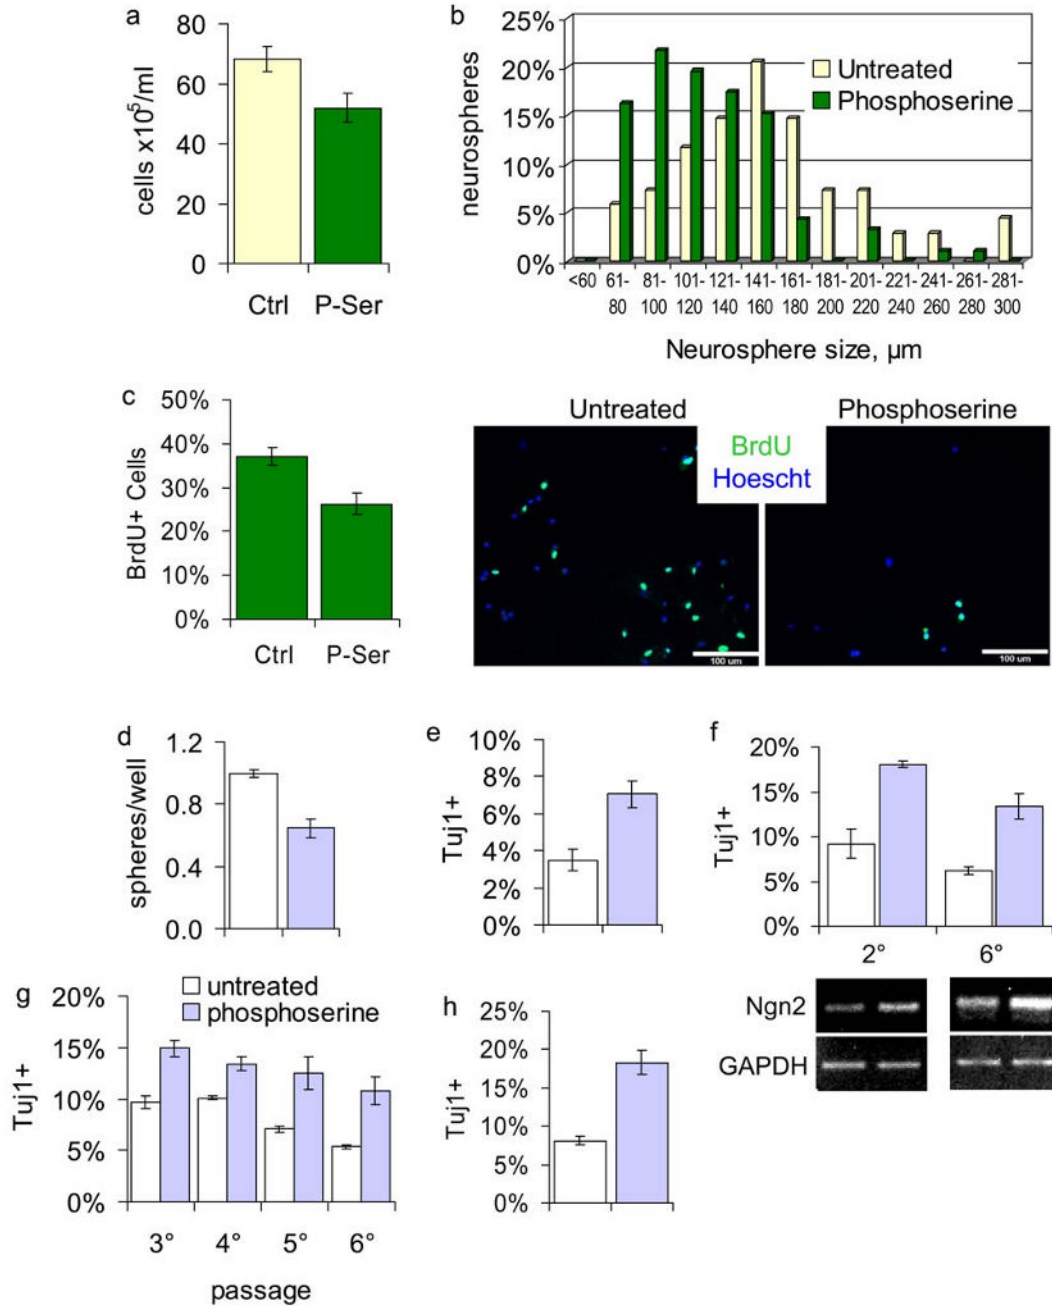 a
80
60
40
20
0
cells x10⁵/ml
Ctrl P-Ser
b
25%
20%
15%
10%
5%
0%
neurospheres
Untreated
Phosphoserine
<60 61- 81- 101- 121- 141- 161- 181- 201- 221- 241- 261- 281-
80 100 120 140 160 180 200 220 240 260 280 300
Neurosphere size, µm
c
50%
40%
30%
20%
10%
0%
BrdU+ Cells
Ctrl P-Ser
Untreated Phosphoserine
BrdU
Hoescht
100 um
100 um
d
1.2
0.8
0.4
0.0
spheres/well
e
10%
8%
6%
4%
2%
0%
Tuj1+
f
20%
15%
10%
5%
0%
Tuj1+
2° 6°
Ngn2
GAPDH
g
untreated
phosphoserine
20%
15%
10%
5%
0%
Tuj1+
3° 4° 5° 6°
passage
h
25%
20%
15%
10%
5%
0%
Tuj1+